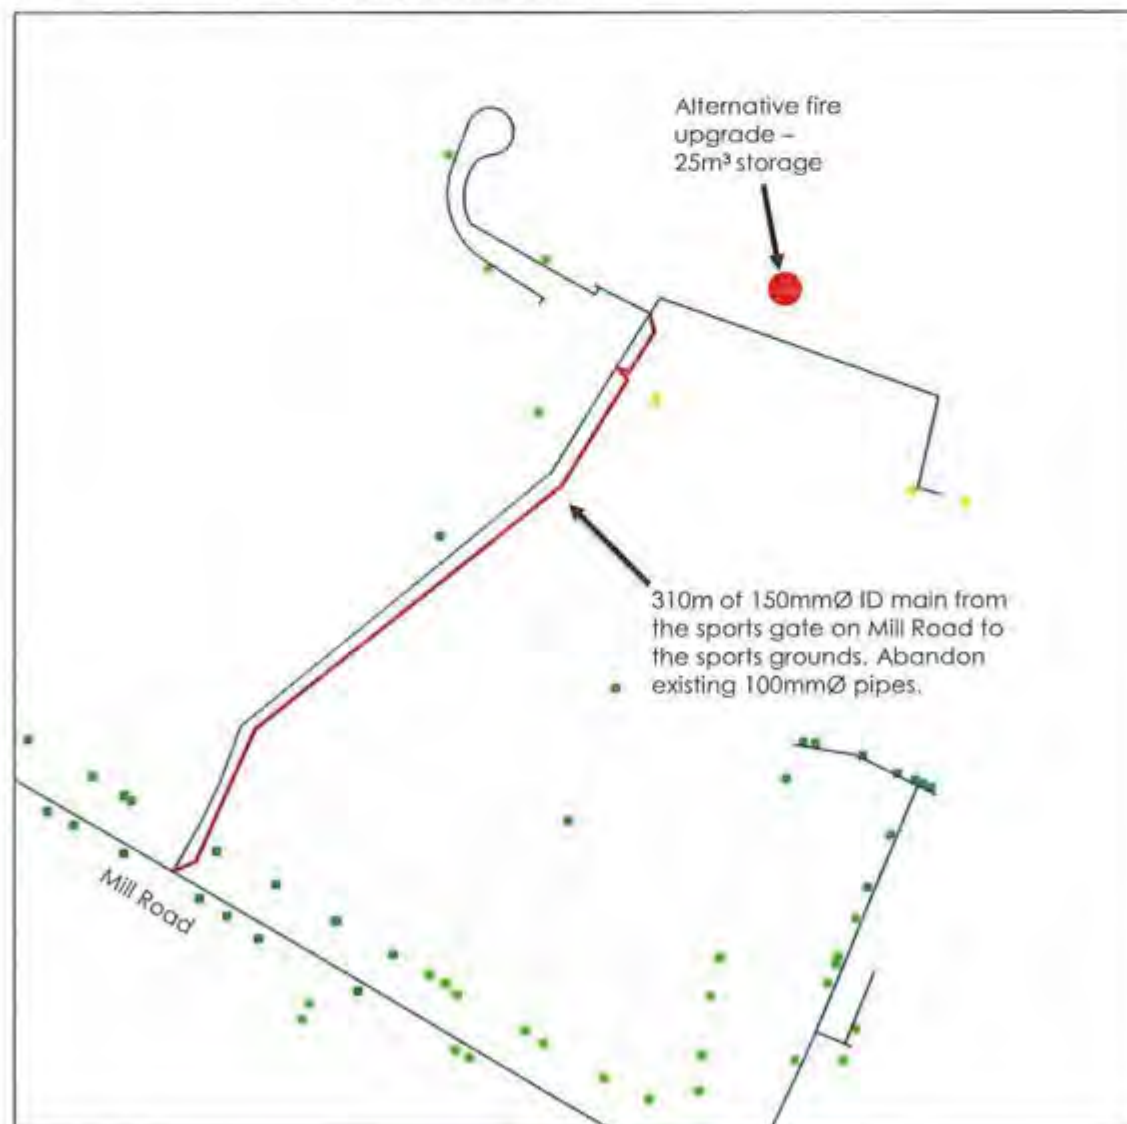 Alternative fire
upgrade –
25m³ storage
310m of 150mmØ ID main from
the sports gate on Mill Road to
the sports grounds. Abandon
existing 100mmØ pipes.
Mill Road